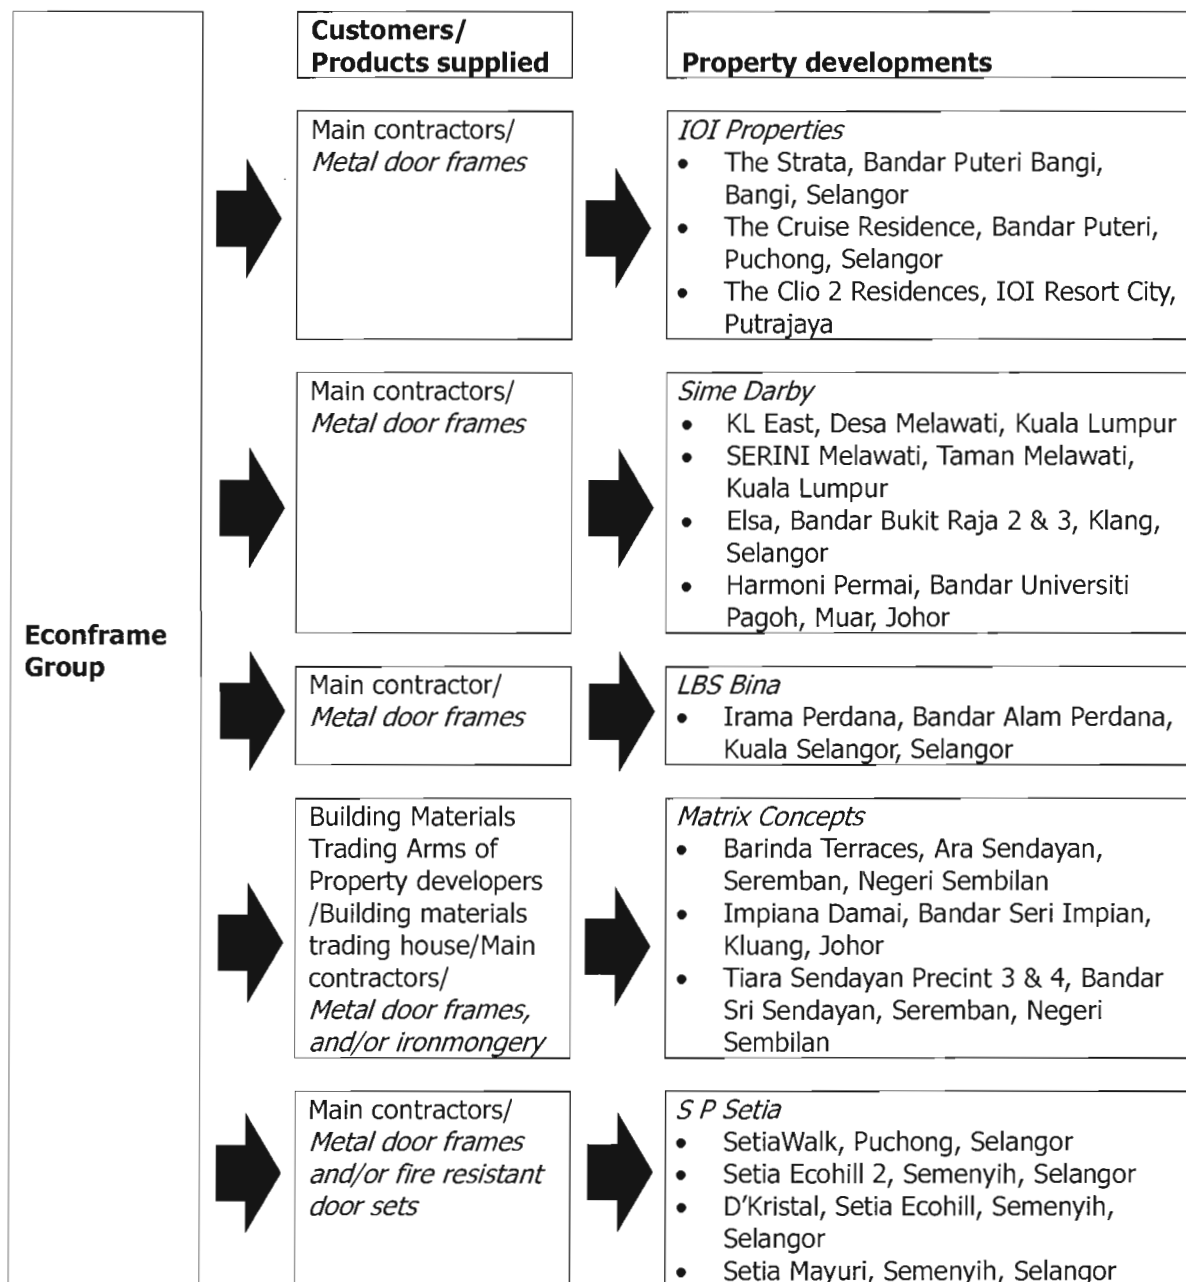 Customers/
Products supplied
Property developments
Econframe
Group
Main contractors/
Metal door frames
IOI Properties
• The Strata, Bandar Puteri Bangi,
Bangi, Selangor
• The Cruise Residence, Bandar Puteri,
Puchong, Selangor
• The Clio 2 Residences, IOI Resort City,
Putrajaya
Main contractors/
Metal door frames
Sime Darby
• KL East, Desa Melawati, Kuala Lumpur
• SERINI Melawati, Taman Melawati,
Kuala Lumpur
• Elsa, Bandar Bukit Raja 2 & 3, Klang,
Selangor
• Harmoni Permai, Bandar Universiti
Pagoh, Muar, Johor
Main contractor/
Metal door frames
LBS Bina
• Irama Perdana, Bandar Alam Perdana,
Kuala Selangor, Selangor
Building Materials
Trading Arms of
Property developers
/Building materials
trading house/Main
contractors/
Metal door frames,
and/or ironmongery
Matrix Concepts
• Barinda Terraces, Ara Sendayan,
Seremban, Negeri Sembilan
• Impiana Damai, Bandar Seri Impian,
Kluang, Johor
• Tiara Sendayan Precint 3 & 4, Bandar
Sri Sendayan, Seremban, Negeri
Sembilan
Main contractors/
Metal door frames
and/or fire resistant
door sets
S P Setia
• SetiaWalk, Puchong, Selangor
• Setia Ecohill 2, Semenyih, Selangor
• D'Kristal, Setia Ecohill, Semenyih,
Selangor
• Setia Mayuri, Semenyih, Selangor